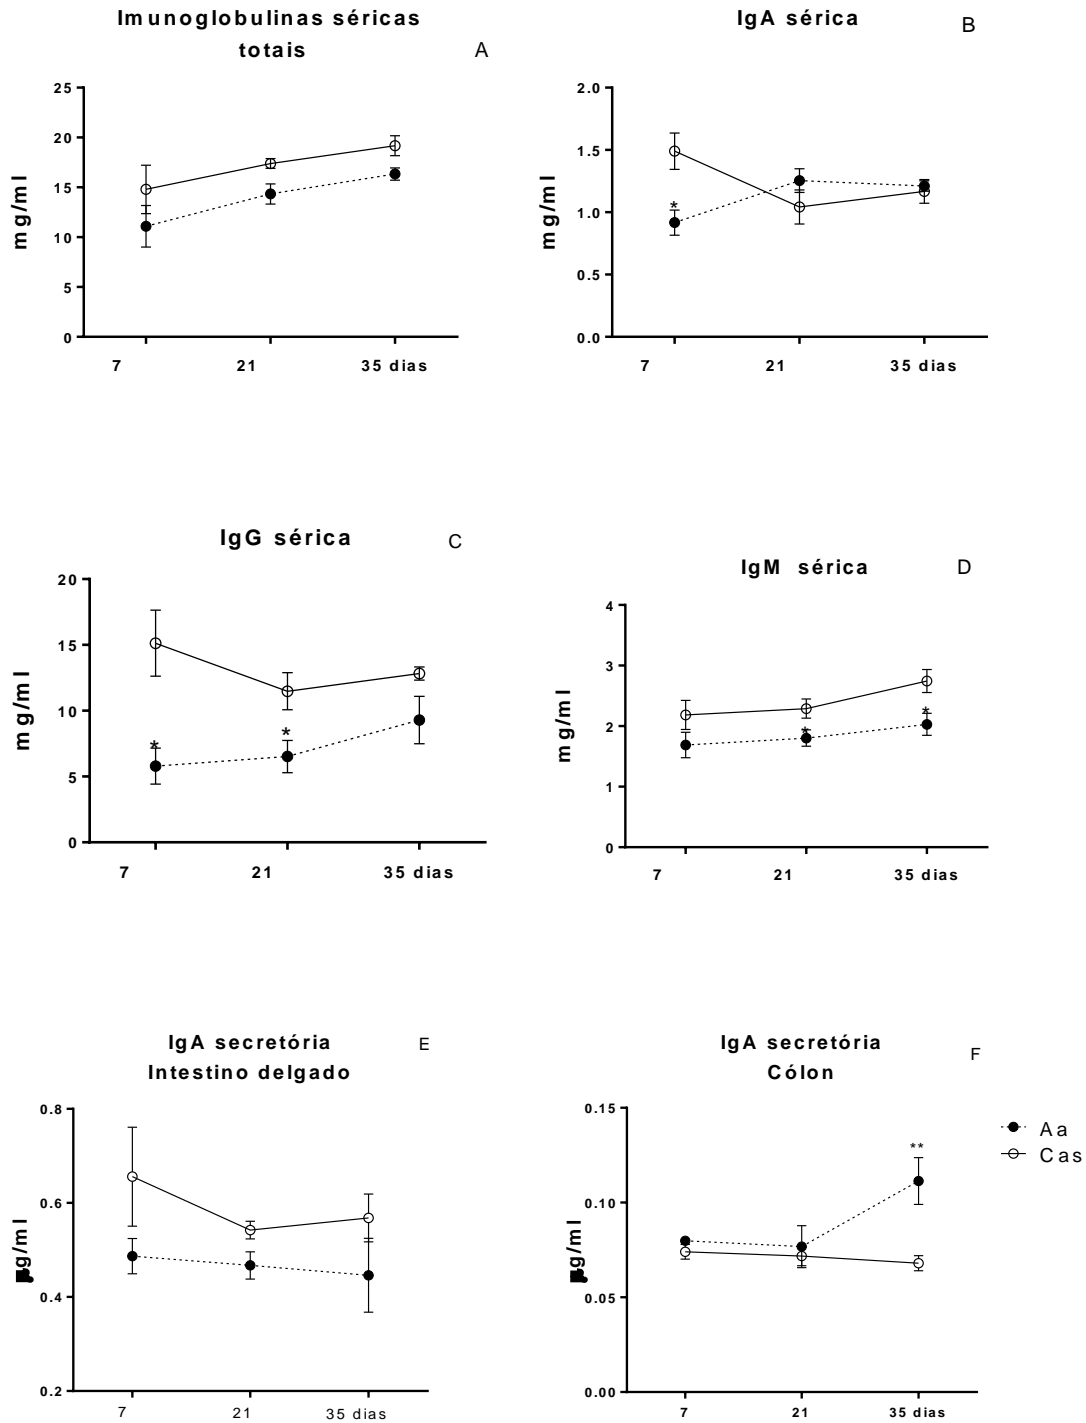 Imunoglobulinas séricas
totais
A
25
20
15
10
5
0
mg/ml
7 21 35 dias
IgA sérica
B
2.0
1.5
1.0
0.5
0.0
mg/ml
*
7 21 35 dias
IgG sérica
C
20
15
10
5
0
mg/ml
* *
7 21 35 dias
IgM sérica
D
4
3
2
1
0
mg/ml
* *
7 21 35 dias
IgA secretória
Intestino delgado
E
0.8
0.6
0.4
0.2
g/ml
7 21 35 dias
IgA secretória
Cólon
F
0.15
0.10
0.05
0.00
g/ml
**
7 21 35 dias
Aa
Cas